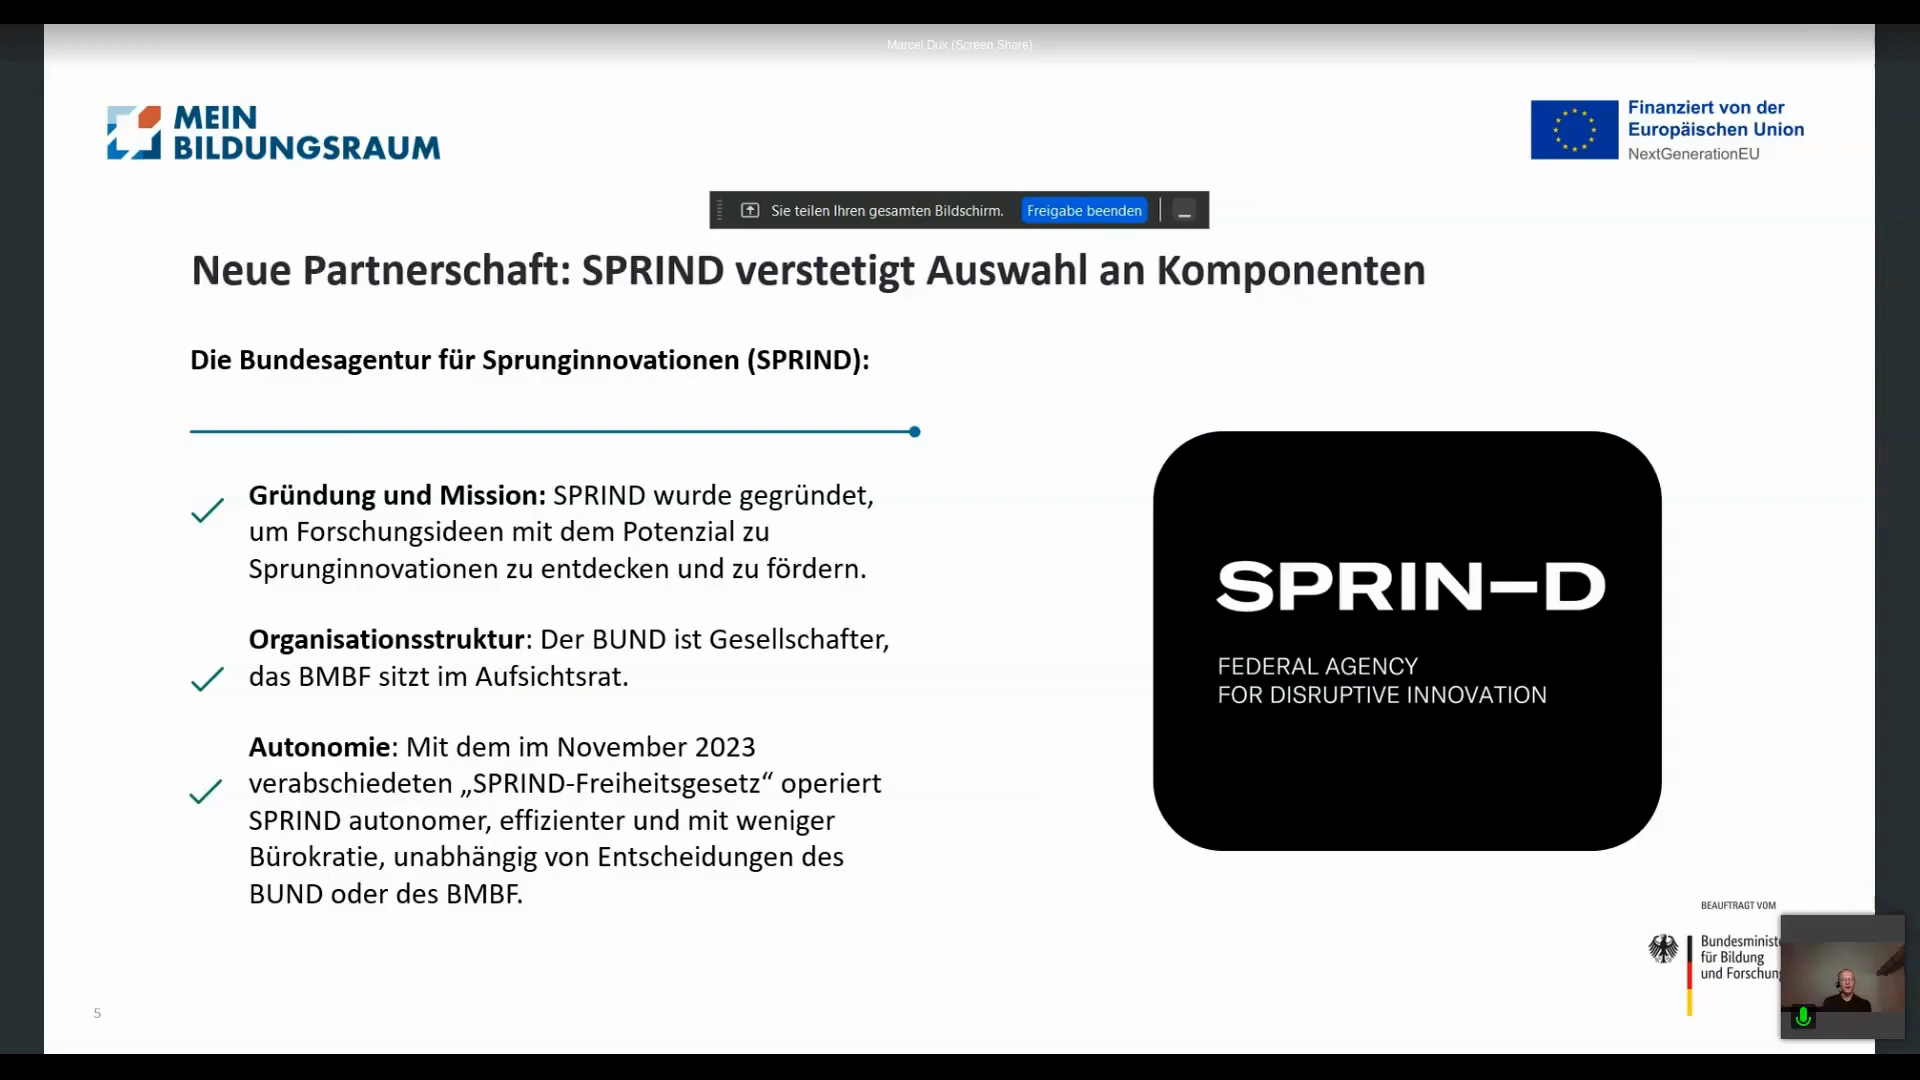 Marcel Dux (Screen Share)
MEIN
BILDUNGSRAUM
Finanziert von der
Europäischen Union
NextGenerationEU
Sie teilen Ihren gesamten Bildschirm. Freigabe beenden
Neue Partnerschaft: SPRIND verstetigt Auswahl an Komponenten
Die Bundesagentur für Sprunginnovationen (SPRIND):
Gründung und Mission: SPRIND wurde gegründet,
um Forschungsideen mit dem Potenzial zu
Sprunginnovationen zu entdecken und zu fördern.
Organisationsstruktur: Der BUND ist Gesellschafter,
das BMBF sitzt im Aufsichtsrat.
Autonomie: Mit dem im November 2023
verabschiedeten „SPRIND-Freiheitsgesetz“ operiert
SPRIND autonomer, effizienter und mit weniger
Bürokratie, unabhängig von Entscheidungen des
BUND oder des BMBF.
SPRIN–D
FEDERAL AGENCY
FOR DISRUPTIVE INNOVATION
BEAUFTRAGT VOM
für Bildung
5